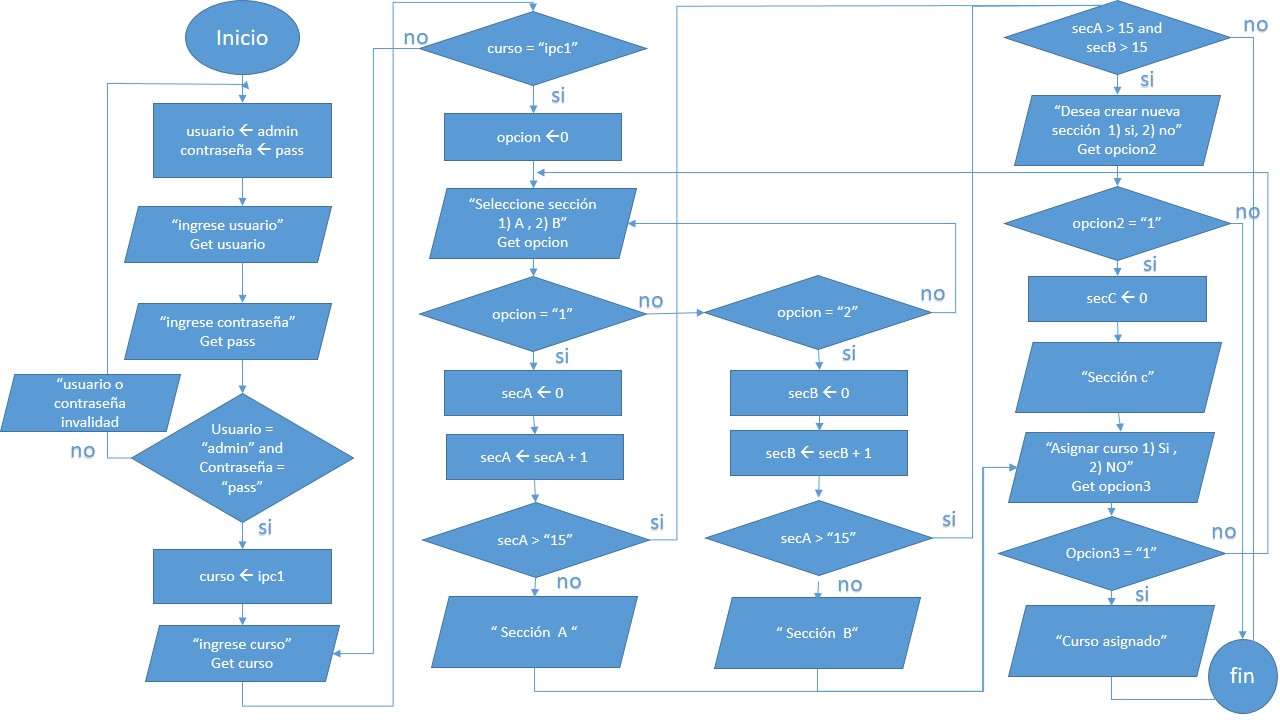 Inicio
usuario ← admin
contraseña ← pass
“ingrese usuario”
Get usuario
“ingrese contraseña”
Get pass
“usuario o
contraseña
invalidad
no
Usuario =
“admin” and
Contraseña =
“pass”
si
curso ← ipc1
“ingrese curso”
Get curso
no
curso = “ipc1”
si
opcion ←0
“Seleccione sección
1) A , 2) B”
Get opcion
opcion = “1”
no
si
secA ← 0
secA ← secA + 1
secA > “15”
si
no
“ Sección  A “
opcion = “2”
no
si
secB ← 0
secB ← secB + 1
secA > “15”
si
no
“ Sección  B“
secA > 15 and
secB > 15
no
si
“Desea crear nueva
sección  1) si, 2) no”
Get opcion2
opcion2 = “1”
no
si
secC ← 0
“Sección c”
“Asignar curso 1) Si ,
2) NO”
Get opcion3
Opcion3 = “1”
no
si
“Curso asignado”
fin